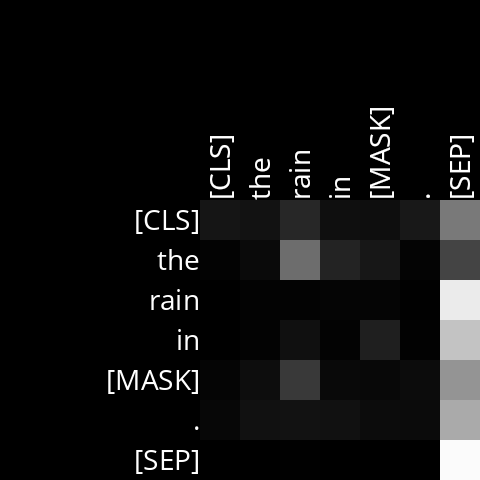 [CLS] the rain in [MASK] . [SEP]
[CLS]
the
rain
in
[MASK]
.
[SEP]